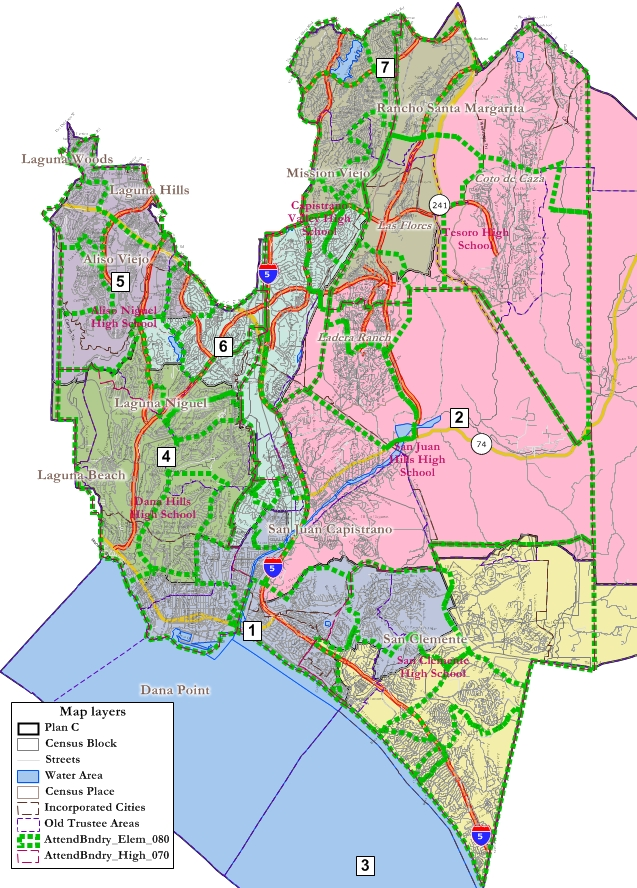 7
Rancho Santa Margarita
Laguna Woods
Mission Viejo
Coto de Caza
Laguna Hills
Capistrano
Valley High
School
241
Las Flores
Tesoro High
School
Aliso Viejo
5
5
Aliso Niguel
High School
6
Ladera Ranch
Laguna Niguel
2
74
4
San Juan
Hills High
School
Laguna Beach
Dana Hills
High School
San Juan Capistrano
5
1
San Clemente
San Clemente
High School
Dana Point
Map layers
Plan C
Census Block
Streets
Water Area
Census Place
Incorporated Cities
Old Trustee Areas
AttendBndry_Elem_080
AttendBndry_High_070
5
3